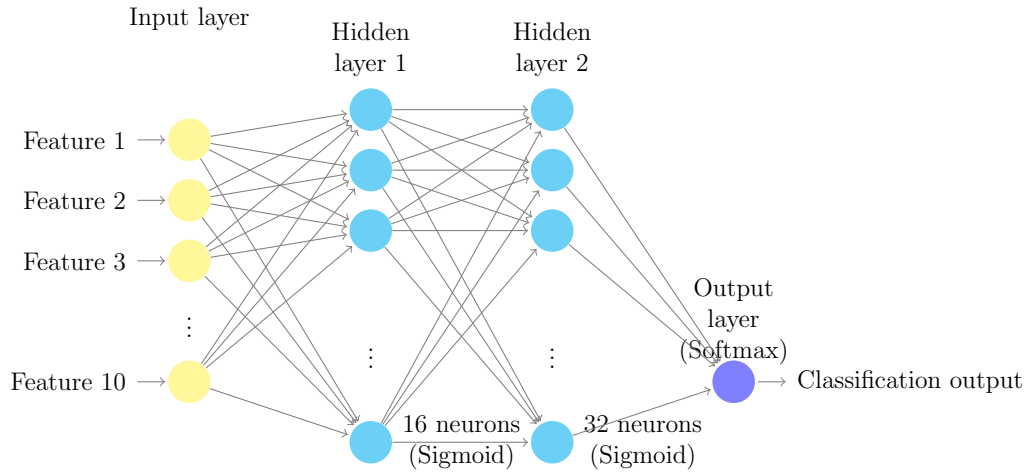 Input layer
Hidden
layer 1
Hidden
layer 2
Feature 1
Feature 2
Feature 3
⋮
Feature 10
⋮
⋮
16 neurons
(Sigmoid)
32 neurons
(Sigmoid)
Output
layer
(Softmax)
Classification output